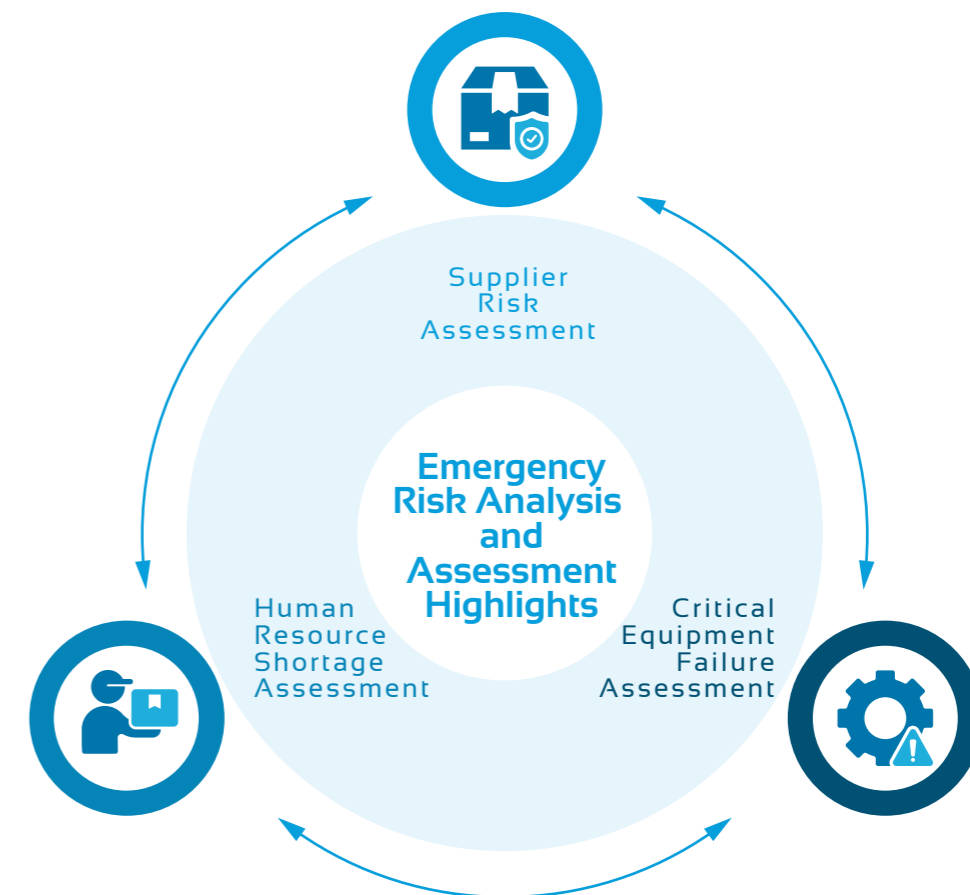 Supplier
Risk
Assessment
Emergency
Risk Analysis
and
Assessment
Highlights
Human
Resource
Shortage
Assessment
Critical
Equipment
Failure
Assessment